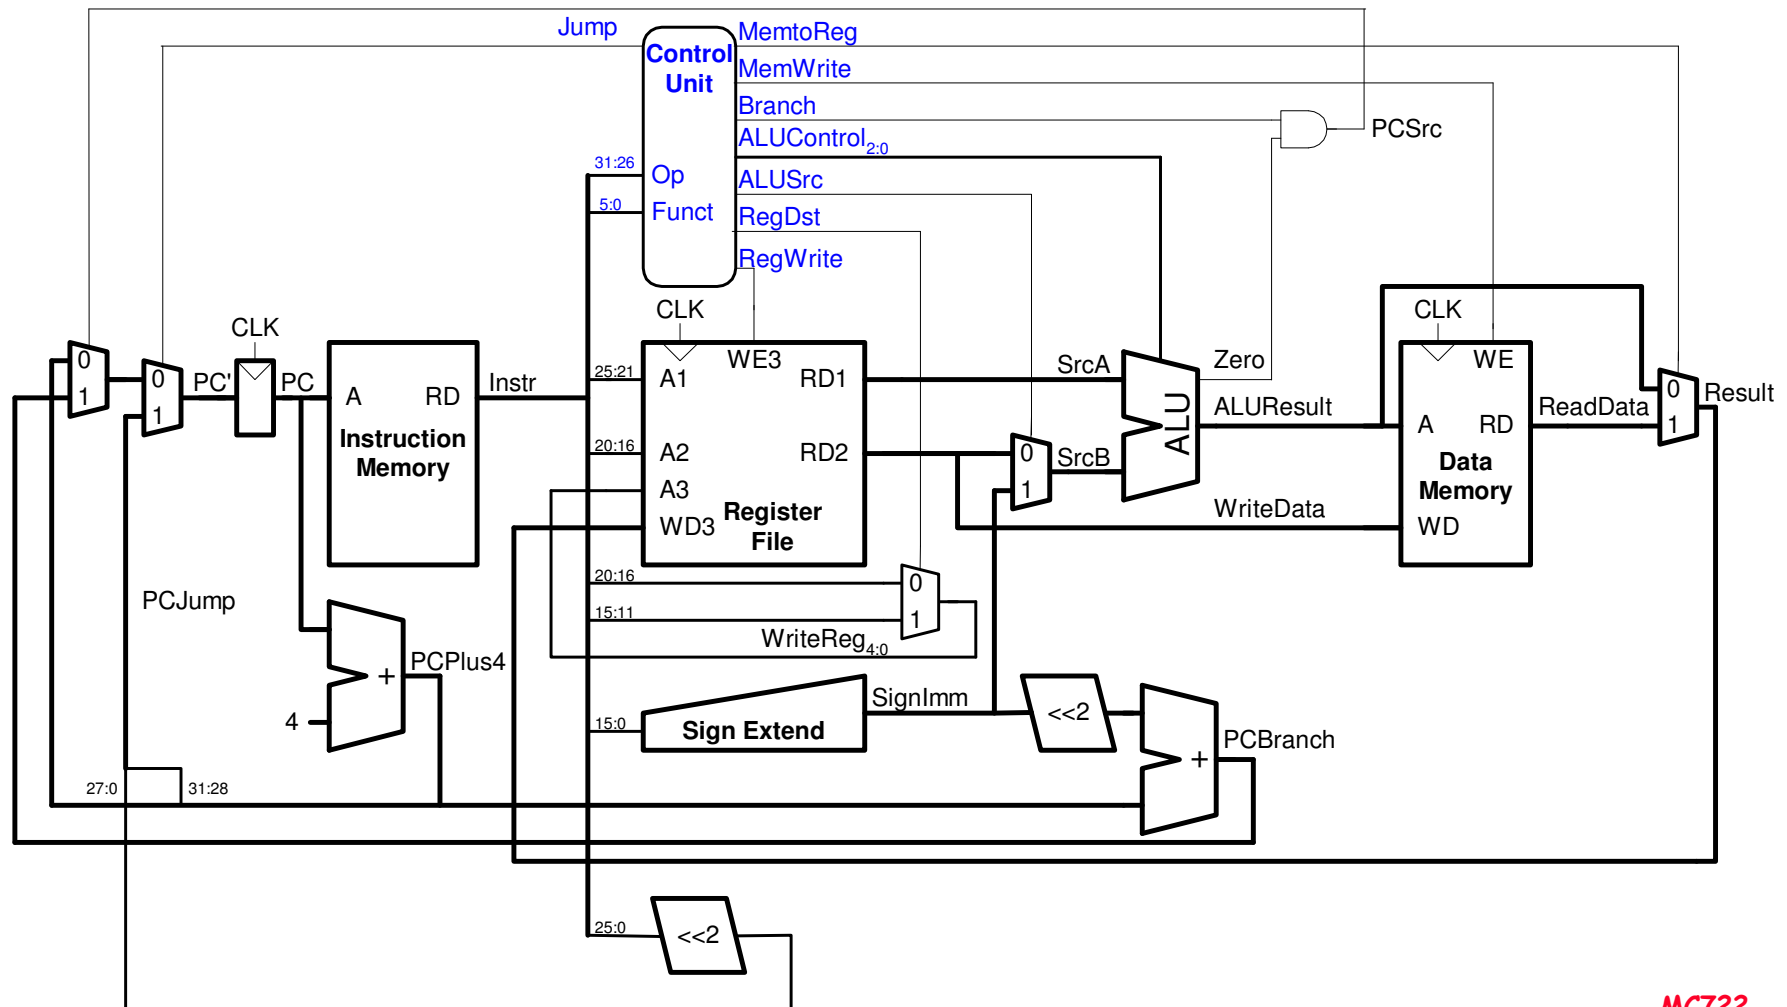 Jump
MemtoReg
Control
Unit
MemWrite
Branch
PCSrc
ALUControl2:0
31:26
Op
ALUSrc
5:0
Funct
RegDst
RegWrite
CLK
CLK
CLK
0
1
0
1
PC'
PC
A
RD
Instruction
Memory
Instr
25:21
A1
WE3
RD1
SrcA
20:16
A2
RD2
0
1
SrcB
A3
WD3
Register
File
ALU
Zero
ALUResult
WE
A
RD
ReadData
Data
Memory
WriteData
WD
0
1
Result
20:16
0
15:11
1
WriteReg4:0
PCJump
PCPlus4
+
4
15:0
Sign Extend
SignImm
<<2
+
PCBranch
27:0
31:28
25:0
<<2